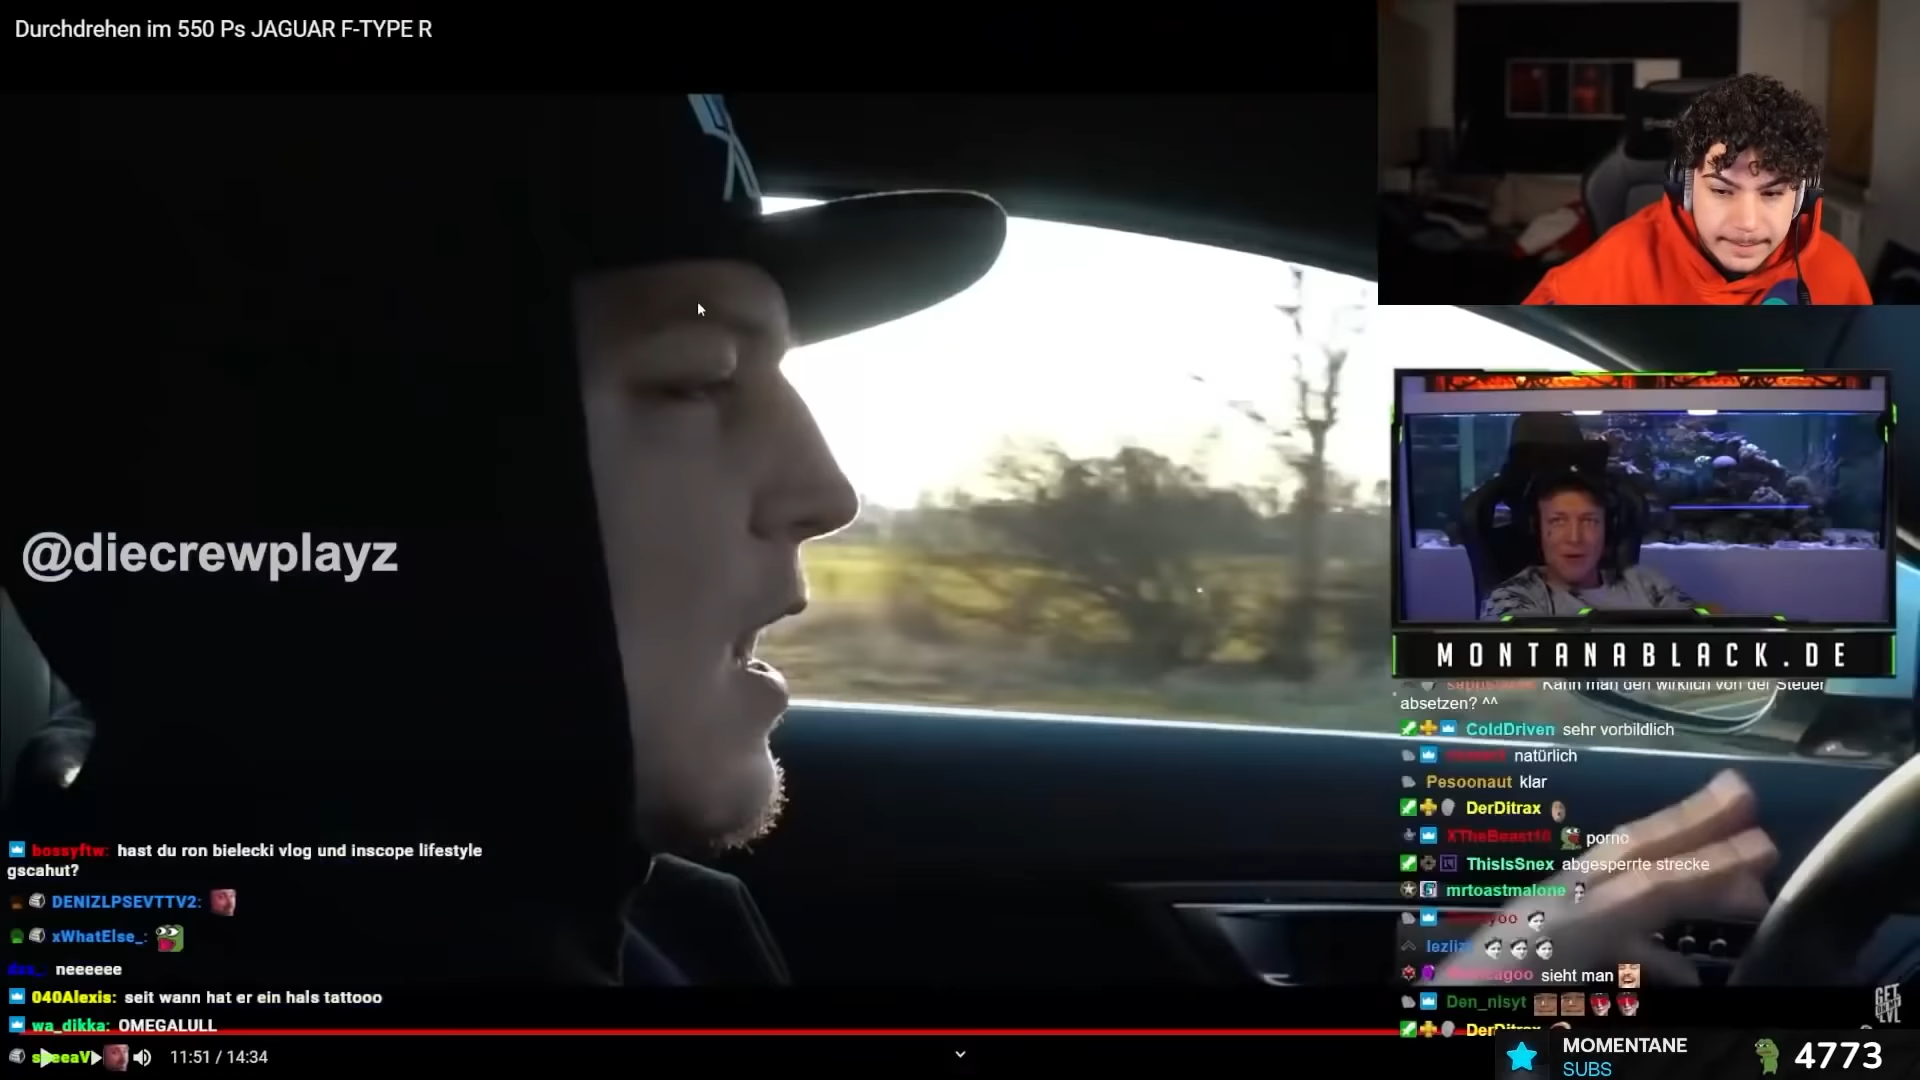 Durchdrehen im 550 Ps JAGUAR F-TYPE R
@diecrewplayz
MONTANABLACK.DE
Kann man den wirklich von der Steuer
absetzen? ^^
ColdDriven sehr vorbildlich
natürlich
Pesoonaut klar
DerDitrax
XTheBeast10 porno
ThisIsSnex abgesperrte strecke
mrtoastmalone
sieht man
Den_nlsyt
DerDitrax
bossyftw: hast du ron bielecki vlog und inscope lifestyle
gscahut?
DENIZLPSEVTTV2:
xWhatElse_:
neeeeee
040Alexis: seit wann hat er ein hals tattooo
wa_dikka: OMEGALULL
11:51 / 14:34
MOMENTANE
SUBS
4773